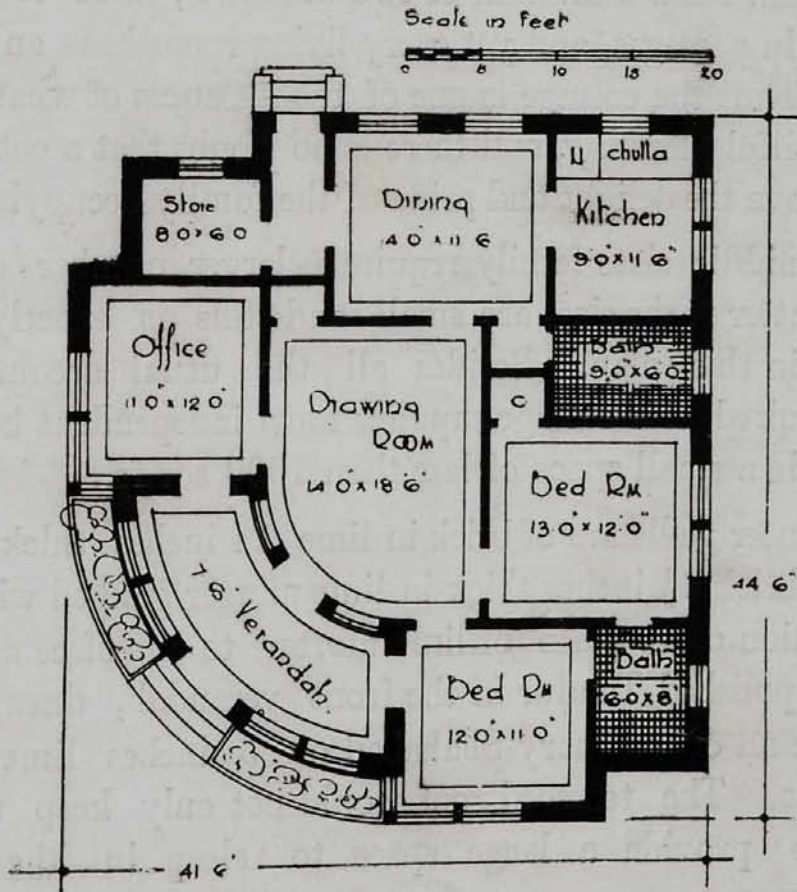 Scale in Feet
0 5 10 15 20
Store
8 0 × 6 0
Dining
14 0 × 11 6
U chulla
Kitchen
9 0 × 11 6"
Office
11 0 × 12 0
Drawing
Room
14 0 × 18 6
Bath
9 0 × 6 0
C
Bed Rm
13.0" × 12.0"
7 6" Verandah.
Bed Rm
12 0 × 11 0"
Bath
6 0 × 8
44 6"
41 6"